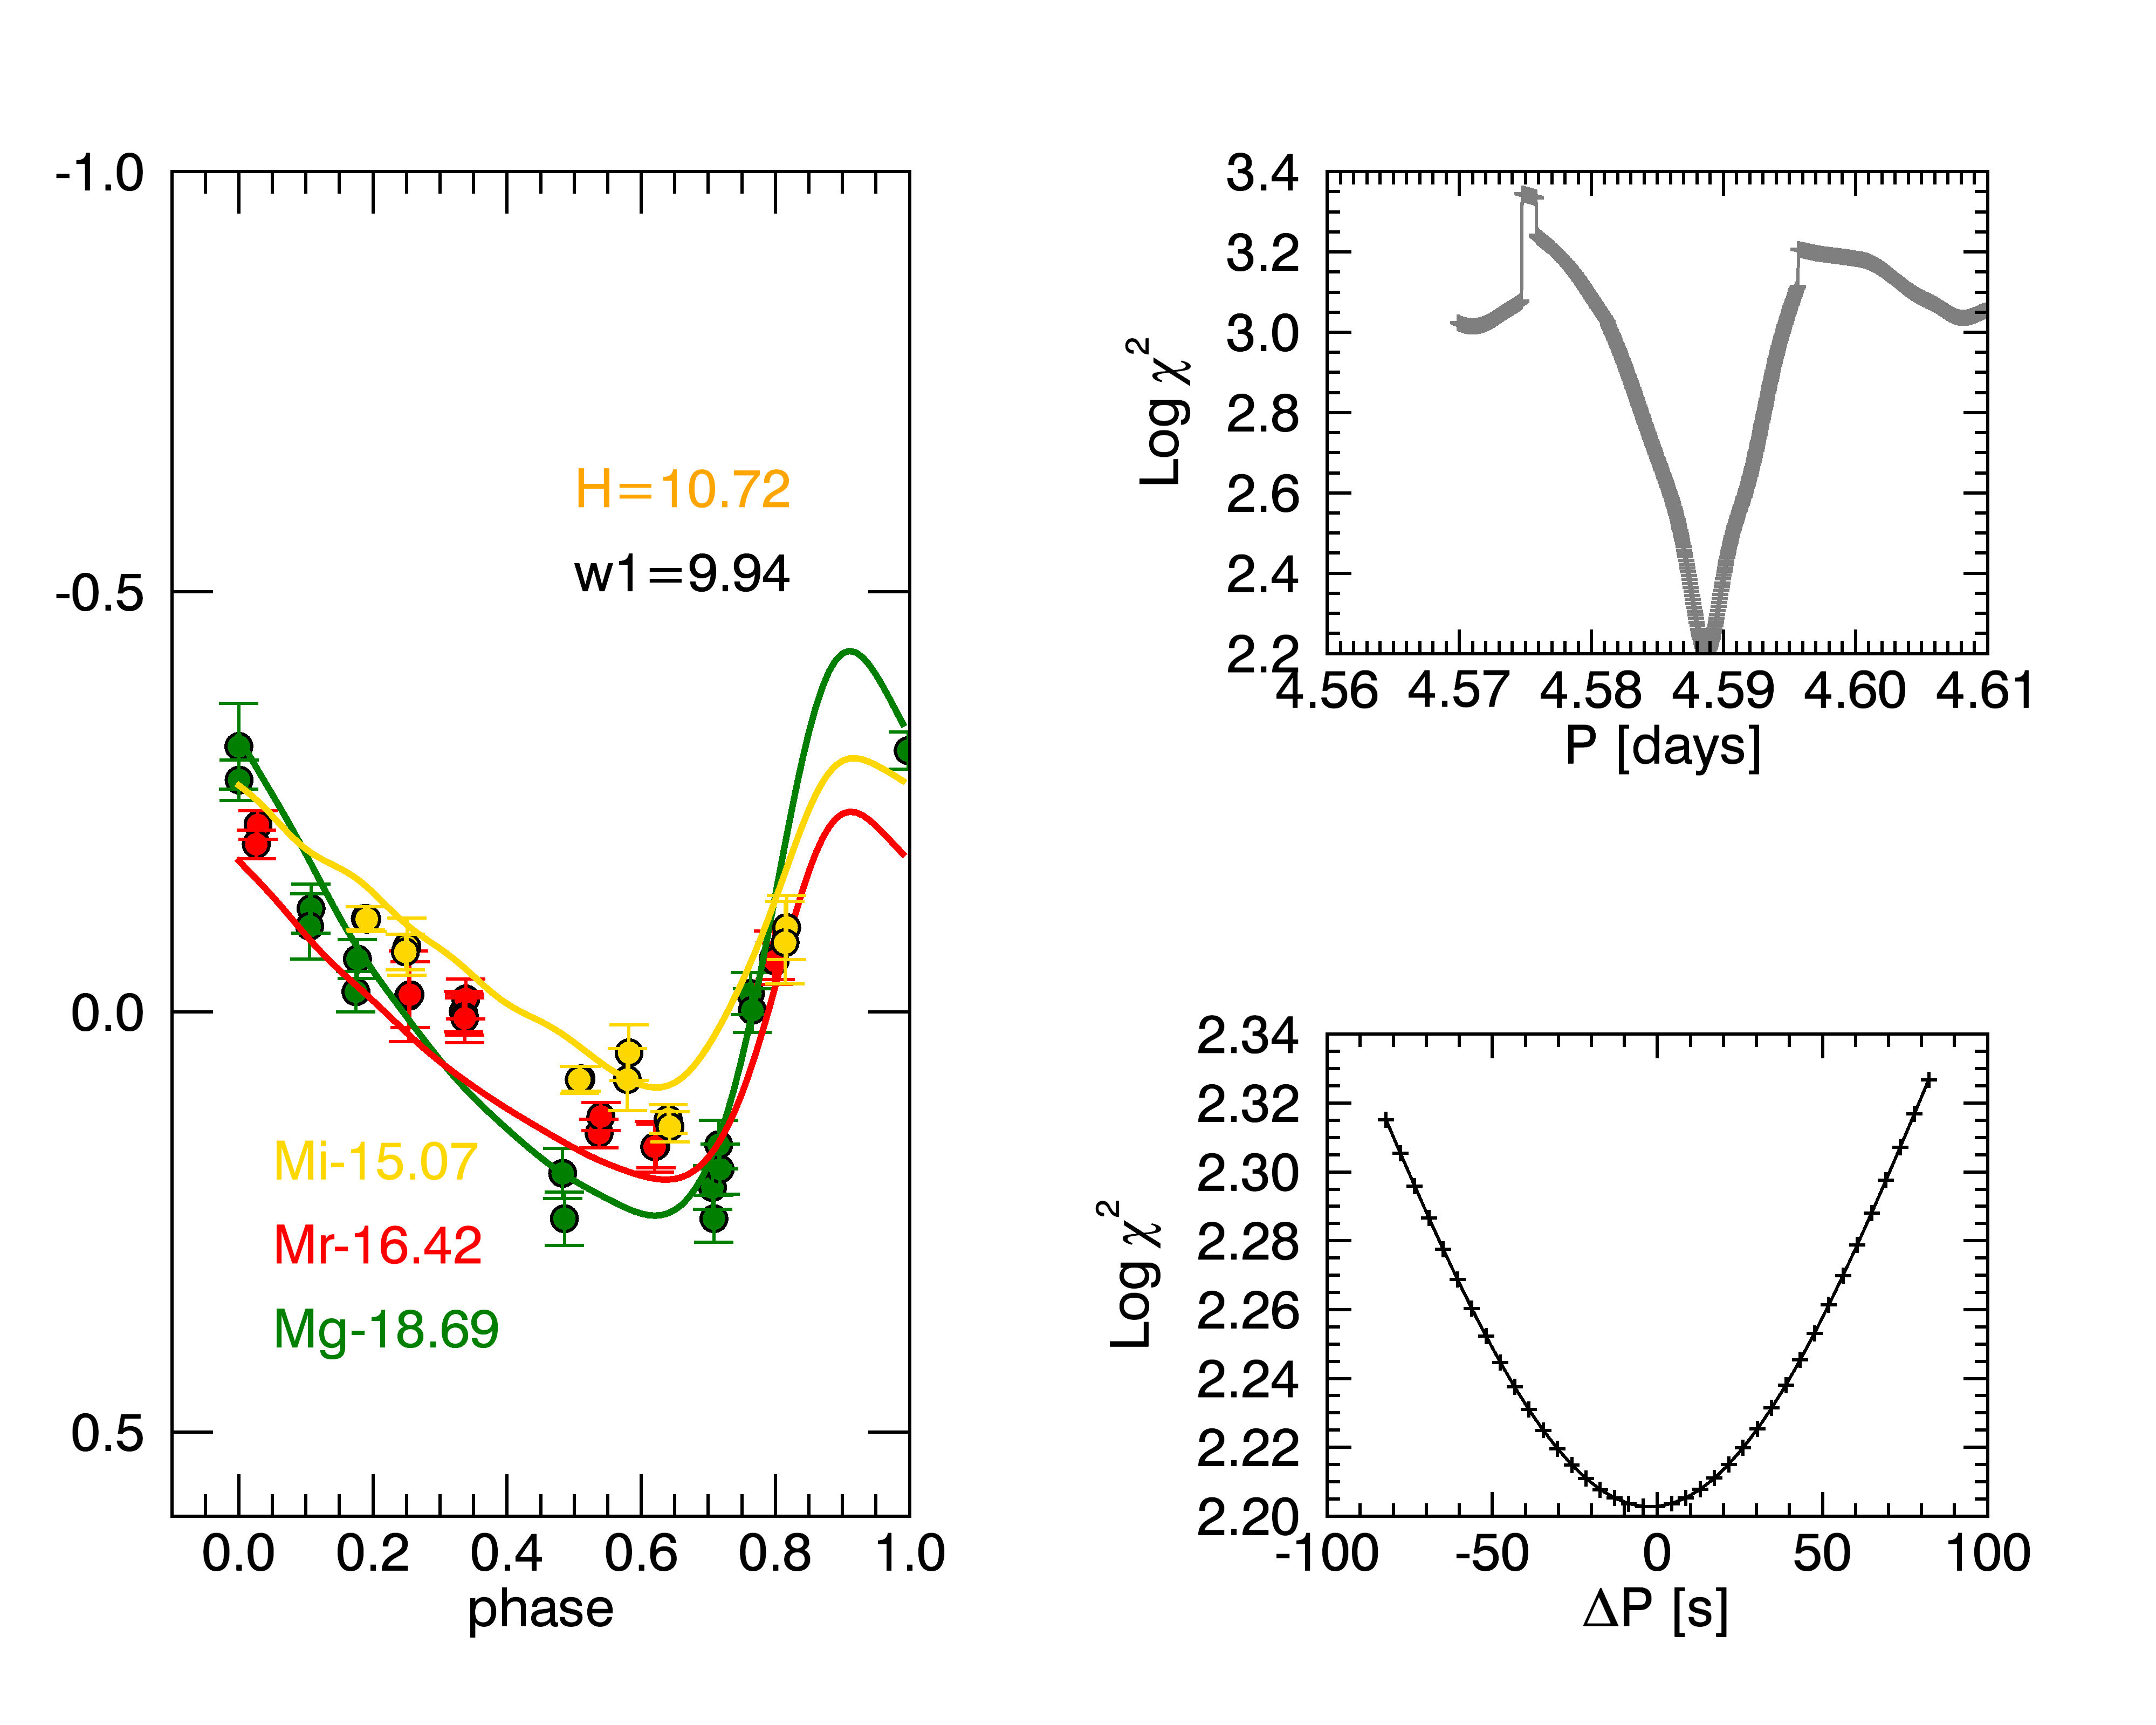 -1.0
-0.5
0.0
0.5
H=10.72
w1=9.94
Mi-15.07
Mr-16.42
Mg-18.69
0.0 0.2 0.4 0.6 0.8 1.0
phase
3.4
3.2
3.0
2.8
2.6
2.4
2.2
Log χ²
4.56 4.57 4.58 4.59 4.60 4.61
P [days]
2.34
2.32
2.30
2.28
2.26
2.24
2.22
2.20
Log χ²
-100 -50 0 50 100
ΔP [s]